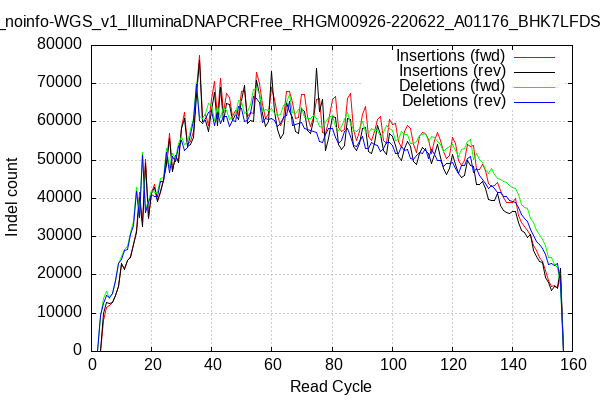 _noinfo-WGS_v1_IlluminaDNAPCRFree_RHGM00926-220622_A01176_BHK7LFDS
80000
70000
60000
50000
40000
30000
20000
10000
0
Indel count
Insertions (fwd)
Insertions (rev)
Deletions (fwd)
Deletions (rev)
0 20 40 60 80 100 120 140 160
Read Cycle